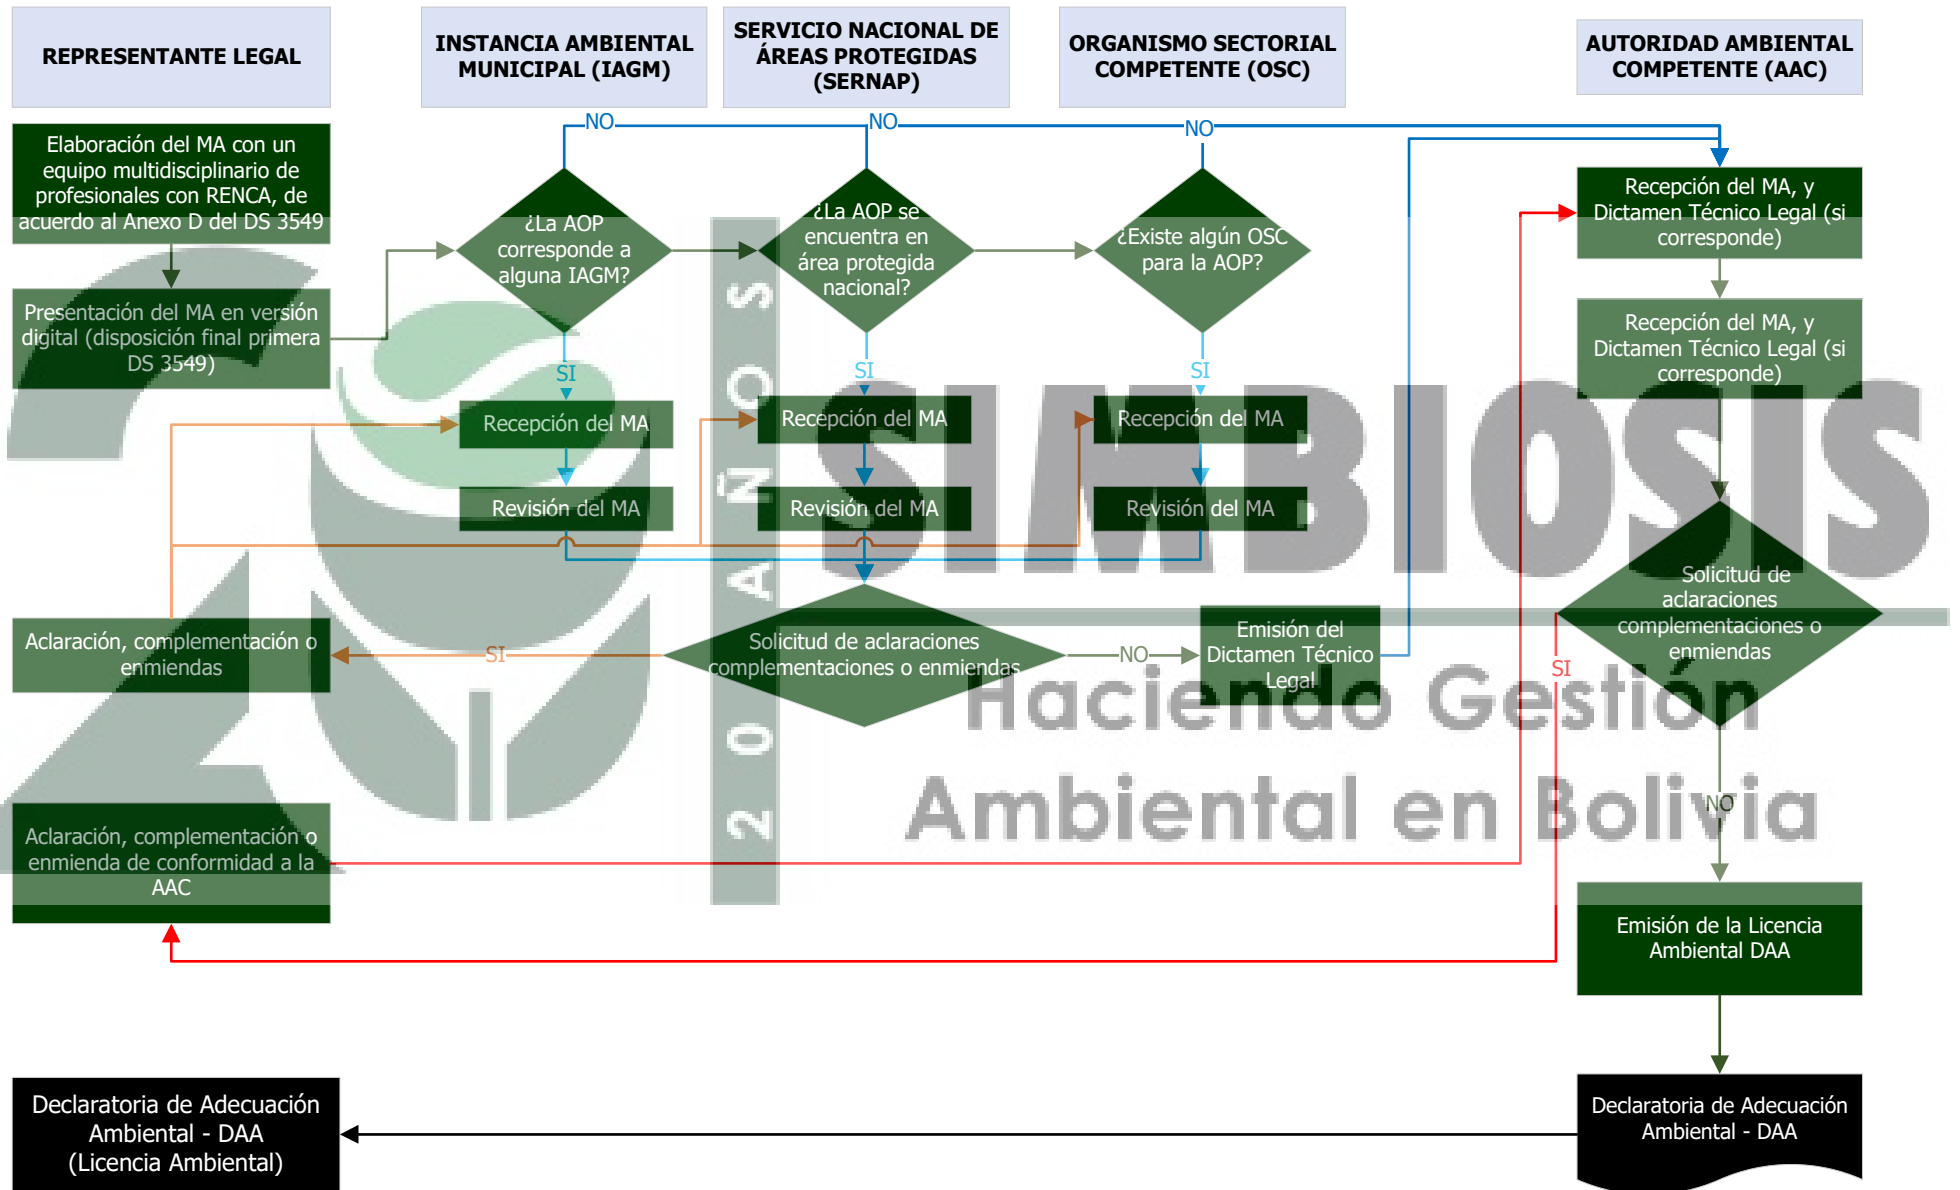 REPRESENTANTE LEGAL
INSTANCIA AMBIENTAL
MUNICIPAL (IAGM)
SERVICIO NACIONAL DE
ÁREAS PROTEGIDAS
(SERNAP)
ORGANISMO SECTORIAL
COMPETENTE (OSC)
AUTORIDAD AMBIENTAL
COMPETENTE (AAC)
Elaboración del MA con un
equipo multidisciplinario de
profesionales con RENCA, de
acuerdo al Anexo D del DS 3549
NO
NO
NO
¿La AOP
corresponde a
alguna IAGM?
¿La AOP se
encuentra en
área protegida
nacional?
¿Existe algún OSC
para la AOP?
Recepción del MA, y
Dictamen Técnico Legal (si
corresponde)
Presentación del MA en versión
digital (disposición final primera
DS 3549)
Recepción del MA, y
Dictamen Técnico Legal (si
corresponde)
SI
SI
SI
Recepción del MA
Recepción del MA
Recepción del MA
Revisión del MA
Revisión del MA
Revisión del MA
Aclaración, complementación o
enmiendas
SI
Solicitud de aclaraciones
complementaciones o enmiendas
NO
Emisión del
Dictamen Técnico
Legal
Solicitud de
aclaraciones
complementaciones o
enmiendas
SI
NO
Aclaración, complementación o
enmienda de conformidad a la
AAC
Emisión de la Licencia
Ambiental DAA
Declaratoria de Adecuación
Ambiental - DAA
(Licencia Ambiental)
Declaratoria de Adecuación
Ambiental - DAA
20 AÑOS
SIMBIOSIS
Haciendo Gestión
Ambiental en Bolivia